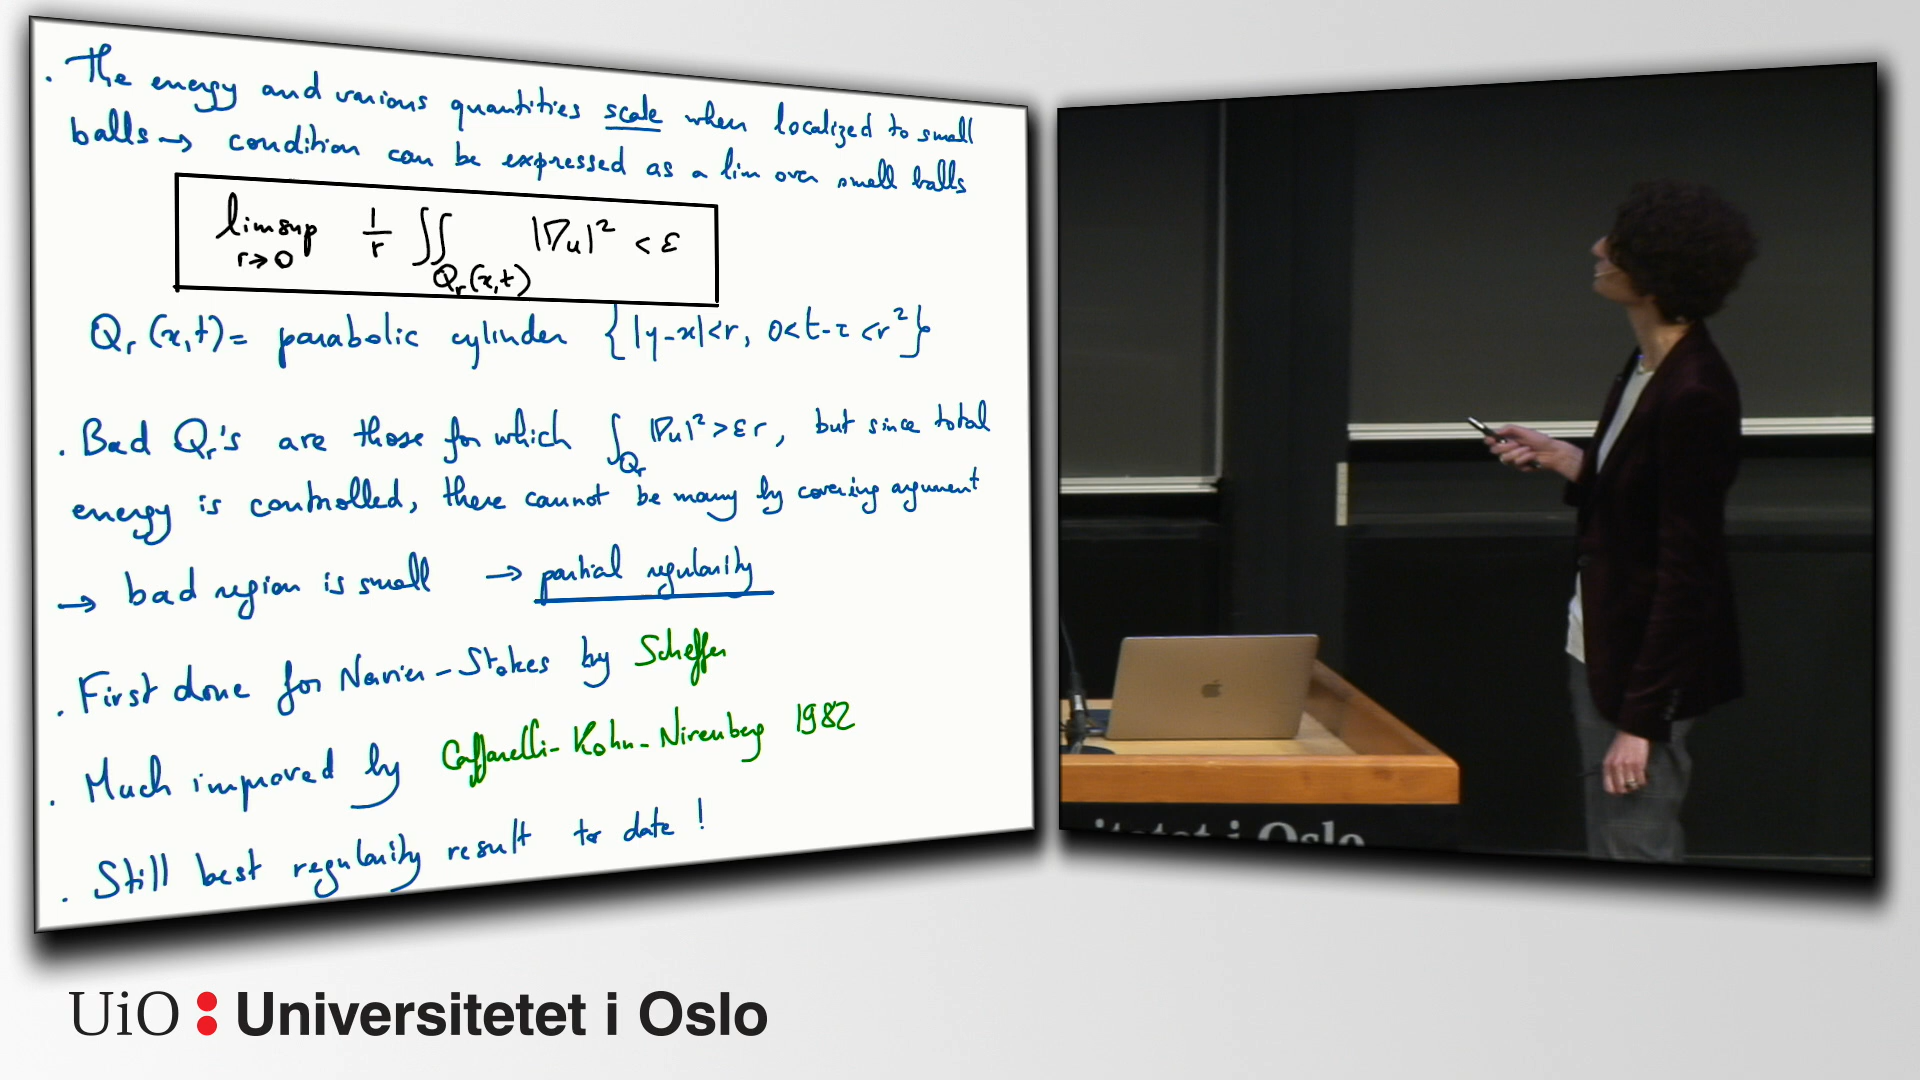 . The energy and various quantities scale when localized to small
balls → condition can be expressed as a lim over small balls
limsup r→0 1/r ∬ Qr(x,t) |∇u|² < ε
Qr(x,t) = parabolic cylinder {|y-x|<r, 0<t-τ<r²}
. Bad Qr's are those for which ∫Qr |∇u|² > εr, but since total
energy is controlled, there cannot be many by covering argument
→ bad region is small → partial regularity
. First done for Navier-Stokes by Scheffer
. Much improved by Caffarelli-Kohn-Nirenberg 1982
. Still best regularity result to date !
itetet i Oslo
UiO : Universitetet i Oslo